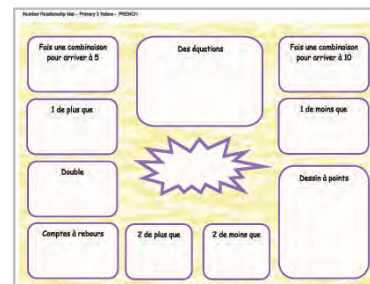 Number Relationship Mat – Primary 3 Yellow – FRENCH
Fais une combinaison
pour arriver à 5
Des équations
Fais une combinaison
pour arriver à 10
1 de plus que
1 de moins que
Double
Dessin à points
Comptes à rebours
2 de plus que
2 de moins que